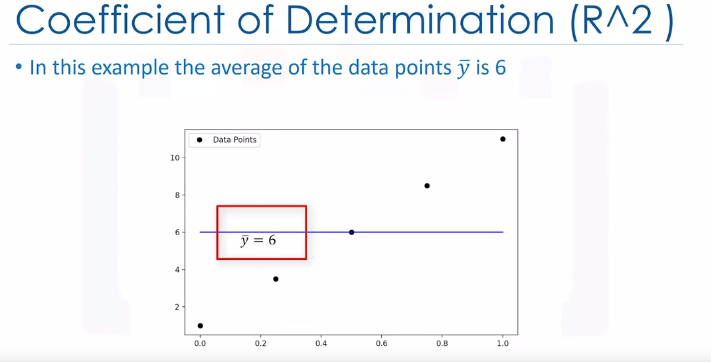 Coefficient of Determination (R^2 )
• In this example the average of the data points ȳ is 6
Data Points
10
8
6
4
2
ȳ = 6
0.0 0.2 0.4 0.6 0.8 1.0